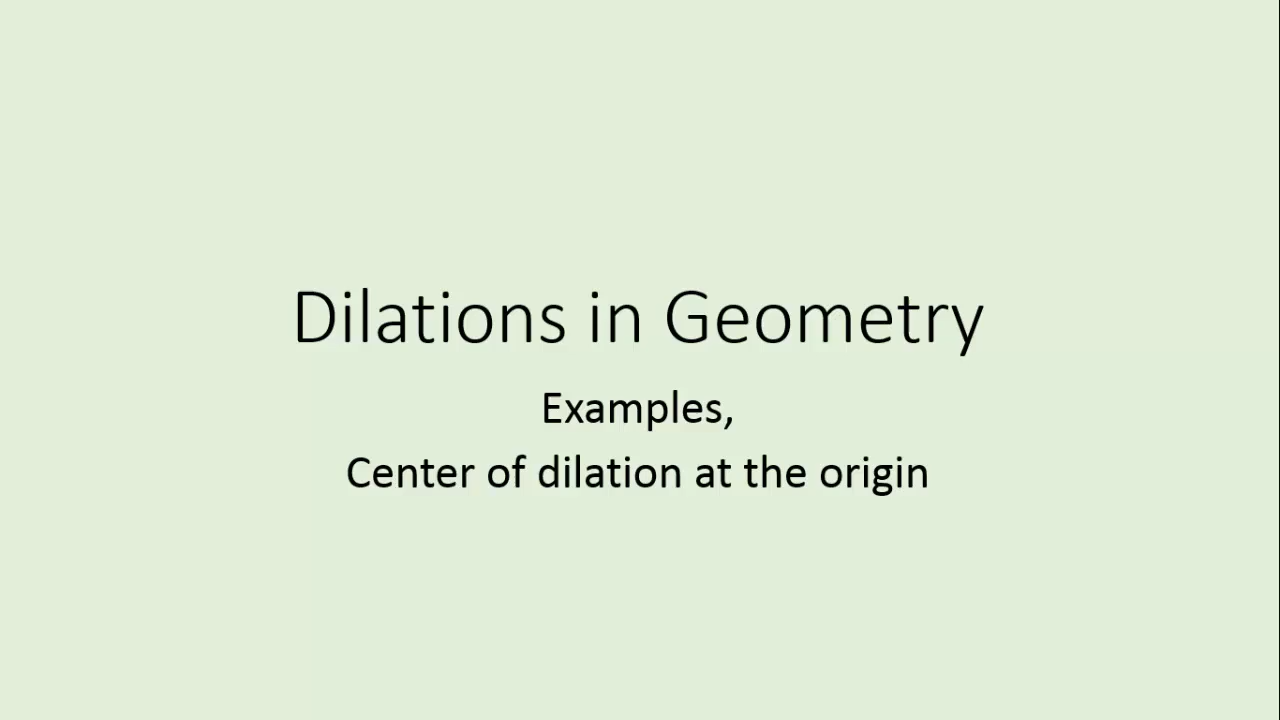 Dilations in Geometry
Examples,
Center of dilation at the origin